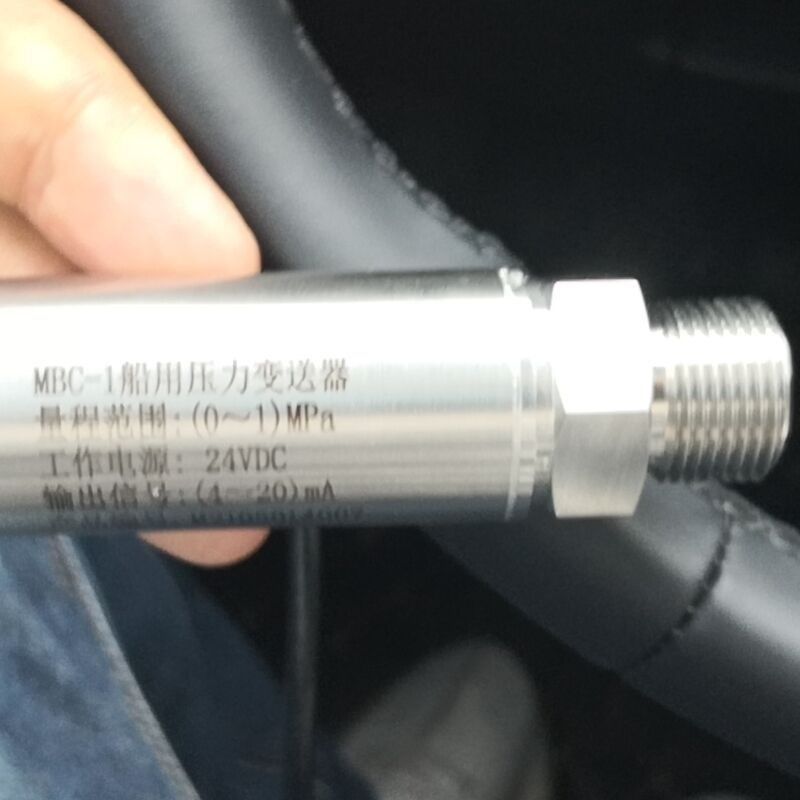 MBC-1船用压力变送器
量程范围:(0~1)MPa
工作电源: 24VDC
输出信号:(4~20)mA